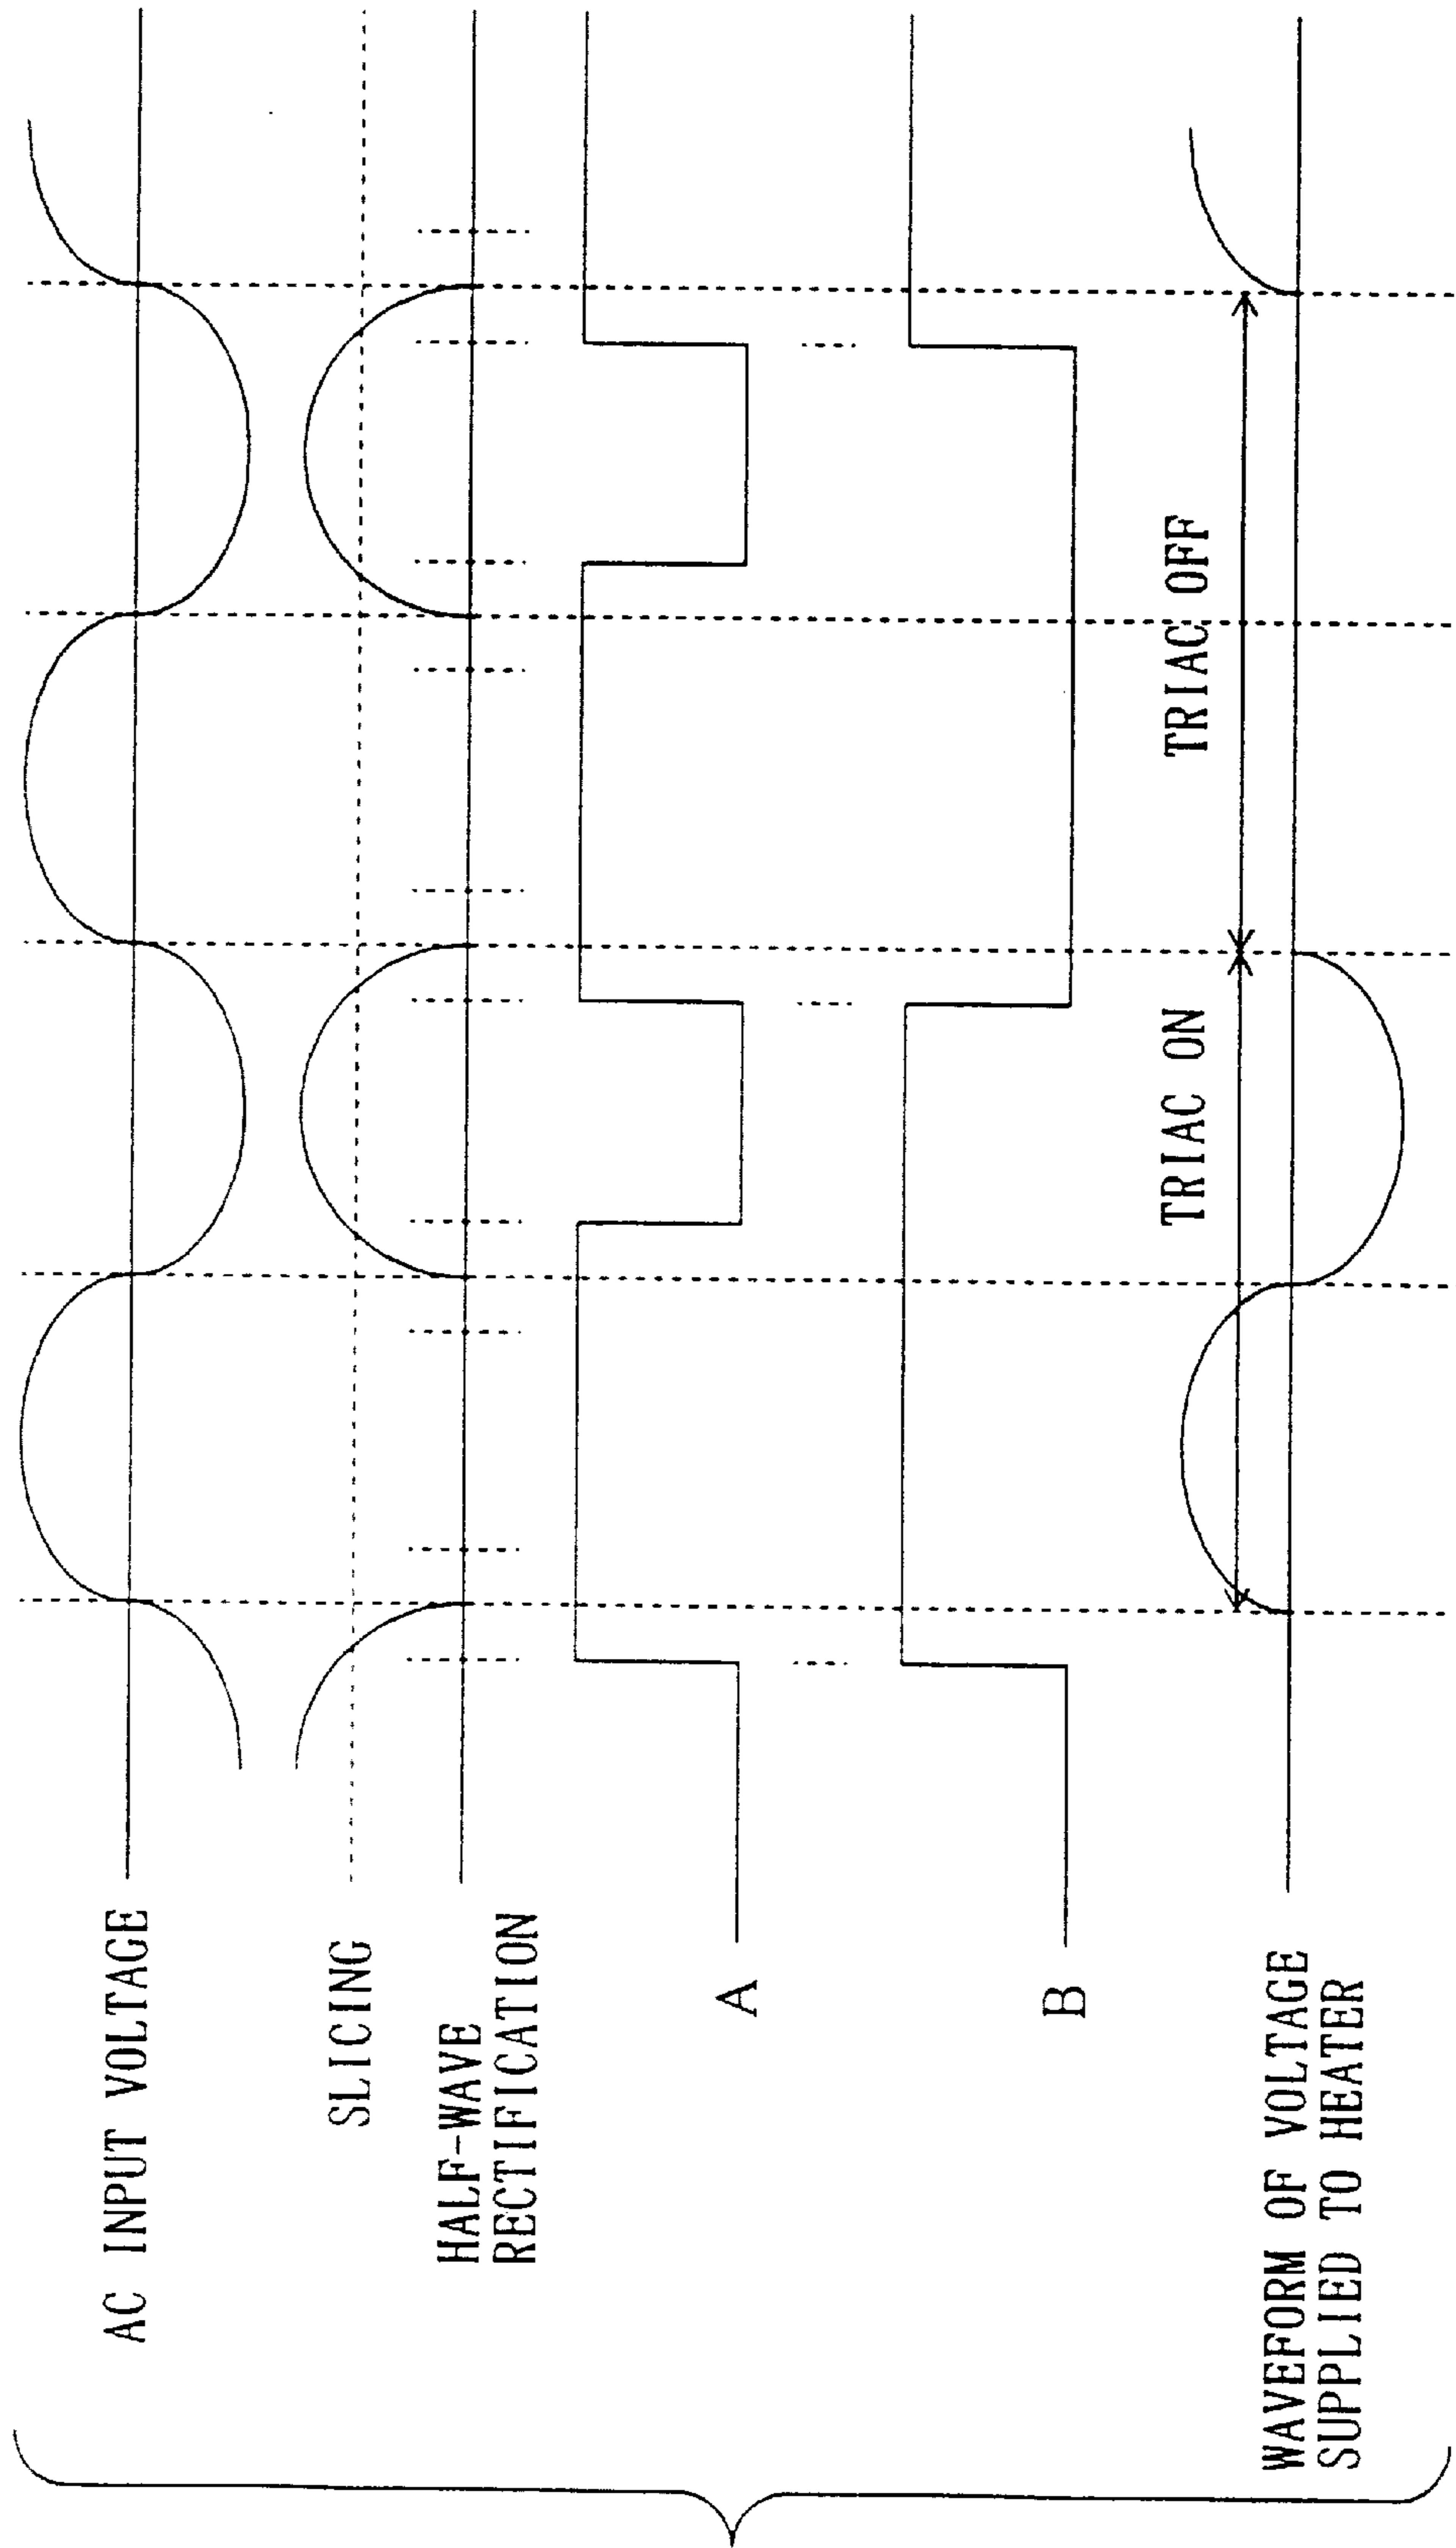 AC INPUT VOLTAGE
SLICING
HALF-WAVE
RECTIFICATION
A
B
TRIAC ON
TRIAC OFF
WAVEFORM OF VOLTAGE
SUPPLIED TO HEATER